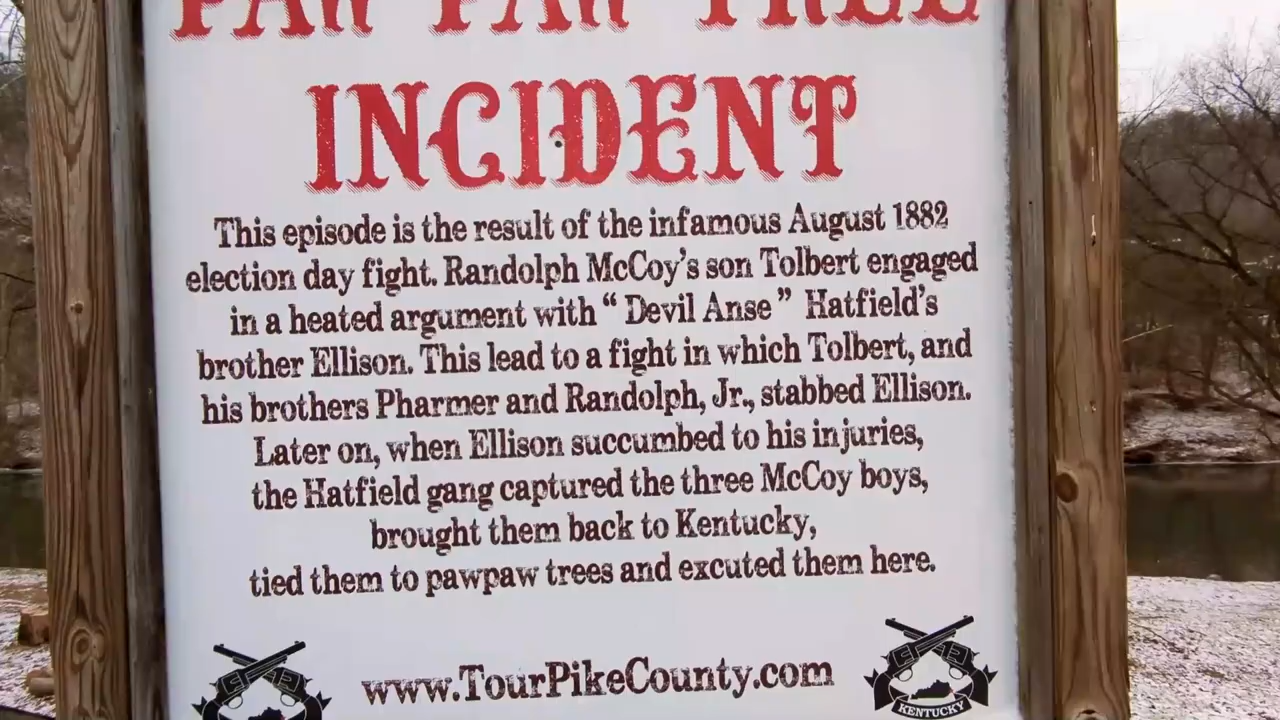 PAW PAW TREE
INCIDENT
This episode is the result of the infamous August 1882
election day fight. Randolph McCoy's son Tolbert engaged
in a heated argument with “ Devil Anse ” Hatfield's
brother Ellison. This lead to a fight in which Tolbert, and
his brothers Pharmer and Randolph, Jr., stabbed Ellison.
Later on, when Ellison succumbed to his injuries,
the Hatfield gang captured the three McCoy boys,
brought them back to Kentucky,
tied them to pawpaw trees and excuted them here.
www.TourPikeCounty.com
KENTUCKY